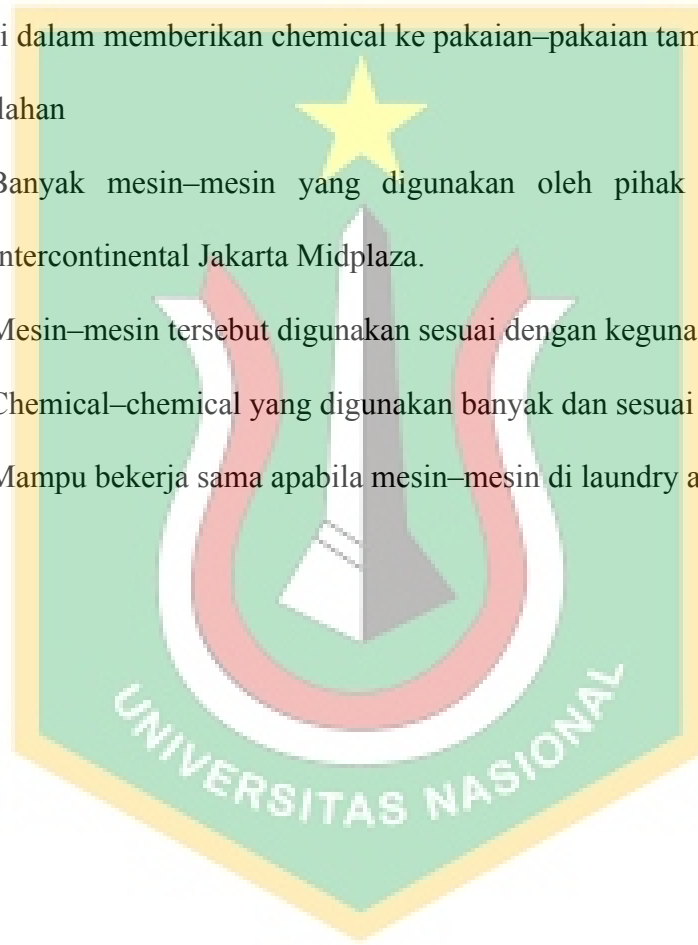 i dalam memberikan chemical ke pakaian–pakaian tam
lahan
Banyak mesin–mesin yang digunakan oleh pihak
Intercontinental Jakarta Midplaza.
Mesin–mesin tersebut digunakan sesuai dengan keguna
Chemical–chemical yang digunakan banyak dan sesuai
Mampu bekerja sama apabila mesin–mesin di laundry a
UNIVERSITAS NASIONAL